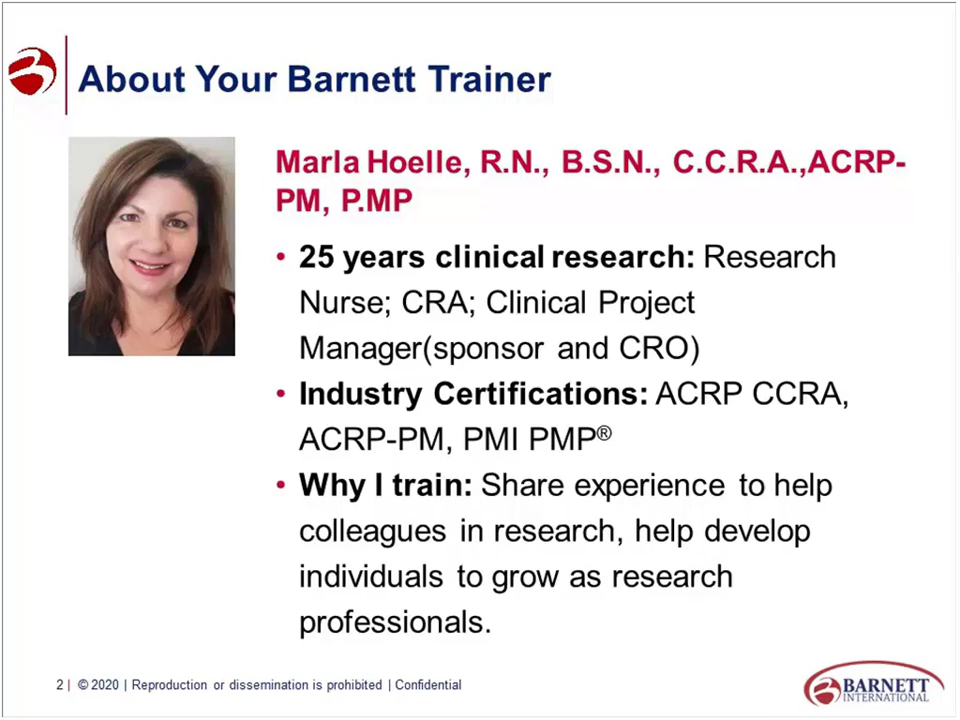 About Your Barnett Trainer
Marla Hoelle, R.N., B.S.N., C.C.R.A.,ACRP-
PM, P.MP
• 25 years clinical research: Research
Nurse; CRA; Clinical Project
Manager(sponsor and CRO)
• Industry Certifications: ACRP CCRA,
ACRP-PM, PMI PMP®
• Why I train: Share experience to help
colleagues in research, help develop
individuals to grow as research
professionals.
2 | © 2020 | Reproduction or dissemination is prohibited | Confidential
BARNETT
INTERNATIONAL